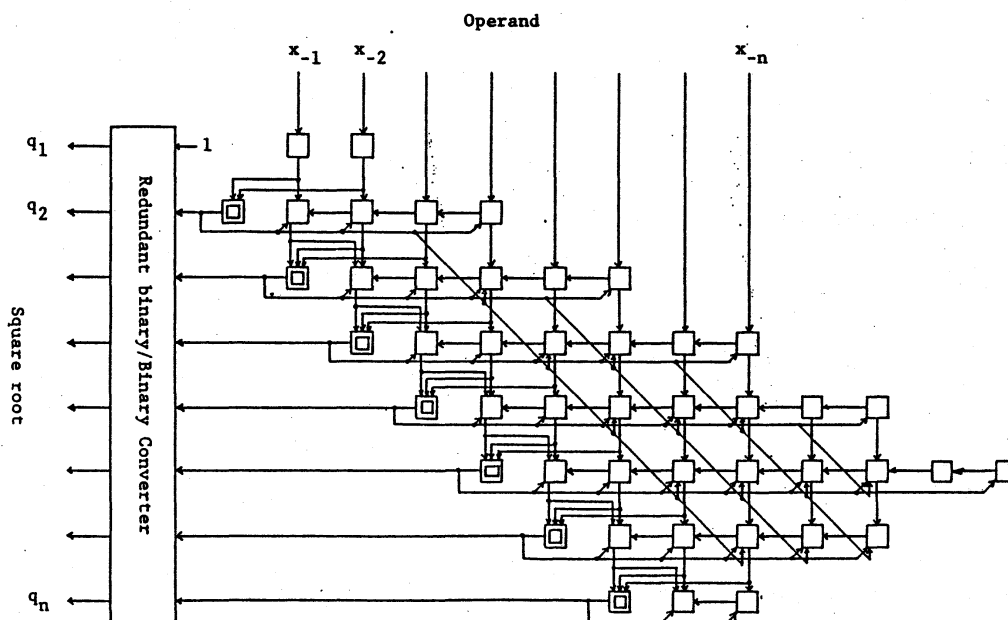 Operand
x-1 x-2 x-n
q1
1
q2
Redundant binary/Binary Converter
Square root
qn